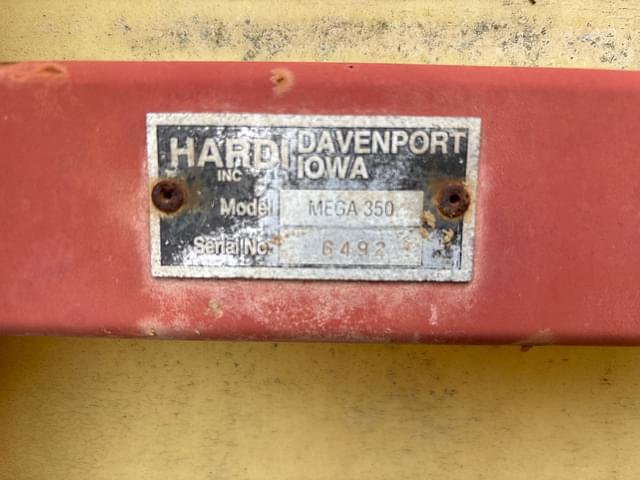 HARDI INC DAVENPORT IOWA
Model MEGA 350
Serial No. 6492